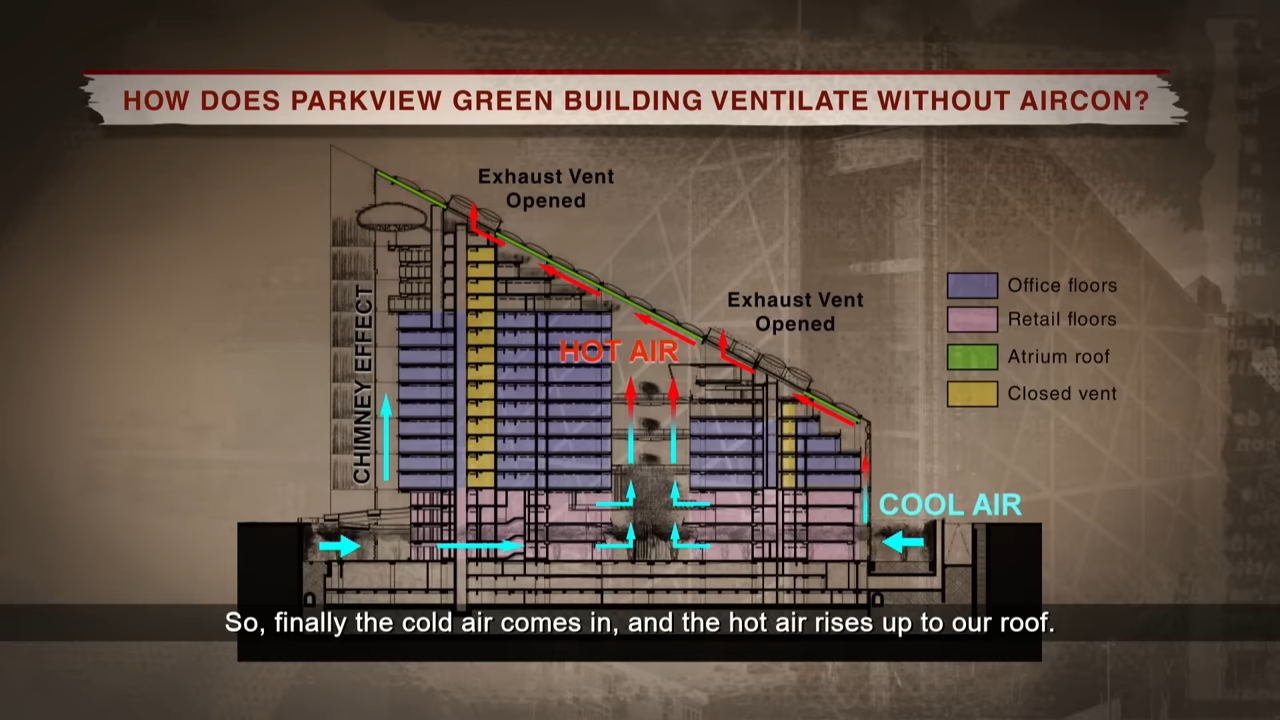 HOW DOES PARKVIEW GREEN BUILDING VENTILATE WITHOUT AIRCON?
Exhaust Vent
Opened
Exhaust Vent
Opened
Office floors
Retail floors
Atrium roof
Closed vent
HOT AIR
CHIMNEY EFFECT
COOL AIR
So, finally the cold air comes in, and the hot air rises up to our roof.